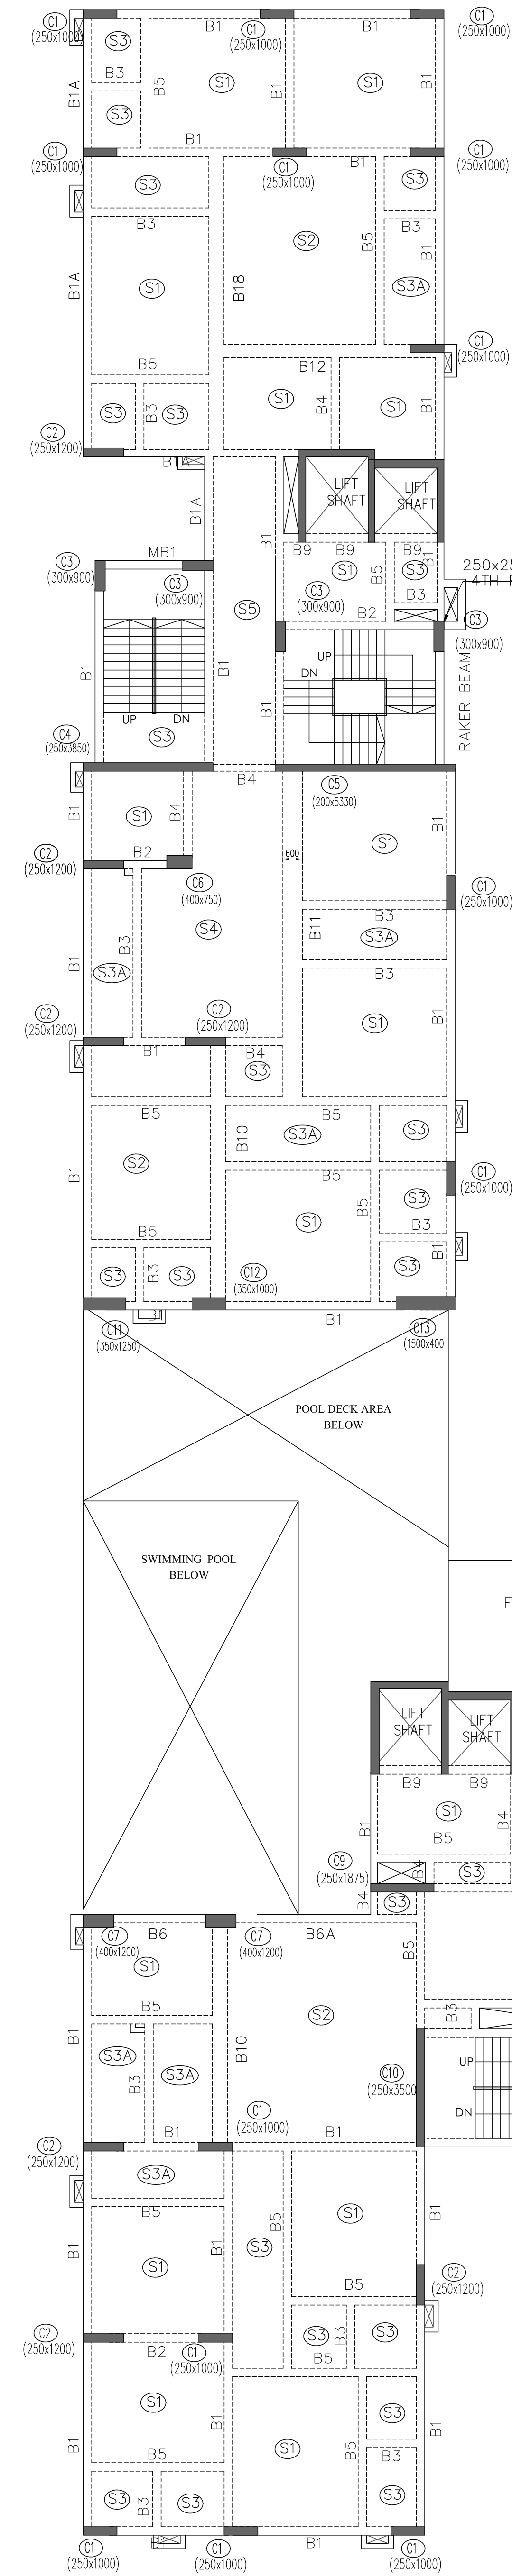 C1
(250x1000)
S3
B1
C1
(250x1000)
B1
C1
(250x1000)
B3
B5
S1
B1
S1
B1
B1A
S3
B1
C1
(250x1000)
C1
(250x1000)
B1
C1
(250x1000)
S3
S3
B3
S2
B5
B3
B1
B1A
S1
B18
S3A
B5
B12
C1
(250x1000)
S3
B3
S3
S1
B4
S1
B1
C2
(250x1200)
B1A
LIFT
SHAFT
LIFT
SHAFT
B1A
MB1
B1
C3
(300x900)
C3
(300x900)
B9
B9
S1
B5
B9
S3
B1
B3
C3
(300x900)
S5
B2
C3
(300x900)
B1
B1
UP
DN
UP
DN
S3
B1
RAKER BEAM
C4
(250x3850)
B4
C5
(200x5330)
B1
S1
B4
B2
S1
B1
C2
(250x1200)
600
C6
(400x750)
C1
(250x1000)
B1
S3A
B3
S4
B11
B3
S3A
B3
C2
(250x1200)
C2
(250x1200)
S1
B1
B1
B4
S3
B5
B5
B10
S3A
S3
B1
S2
B5
B5
S3
C1
(250x1000)
B5
S1
B3
S3
B3
S3
C12
(350x1000)
S3
B1
C11
(350x1250)
B1
B1
C13
(1500x400
POOL DECK AREA
BELOW
SWIMMING POOL
BELOW
F
LIFT
SHAFT
LIFT
SHAFT
B9
B9
B1
S1
B4
B5
C9
(250x1875)
B4
S3
B4
S3
C7
(400x1200)
B6
C7
(400x1200)
B6A
B5
S1
B5
S2
B3
B1
S3A
B3
S3A
B10
UP
DN
C10
(250x3500)
C1
(250x1000)
B1
B1
C2
(250x1200)
S3A
B5
B1
S1
B1
S3
B5
S1
B1
B5
C2
(250x1200)
C2
(250x1200)
B2
C1
(250x1000)
S3
B3
B5
S3
B1
S1
B1
B5
S1
B5
S3
B3
B1
S3
B3
S3
S3
C1
(250x1000)
B1
C1
(250x1000)
B1
C1
(250x1000)